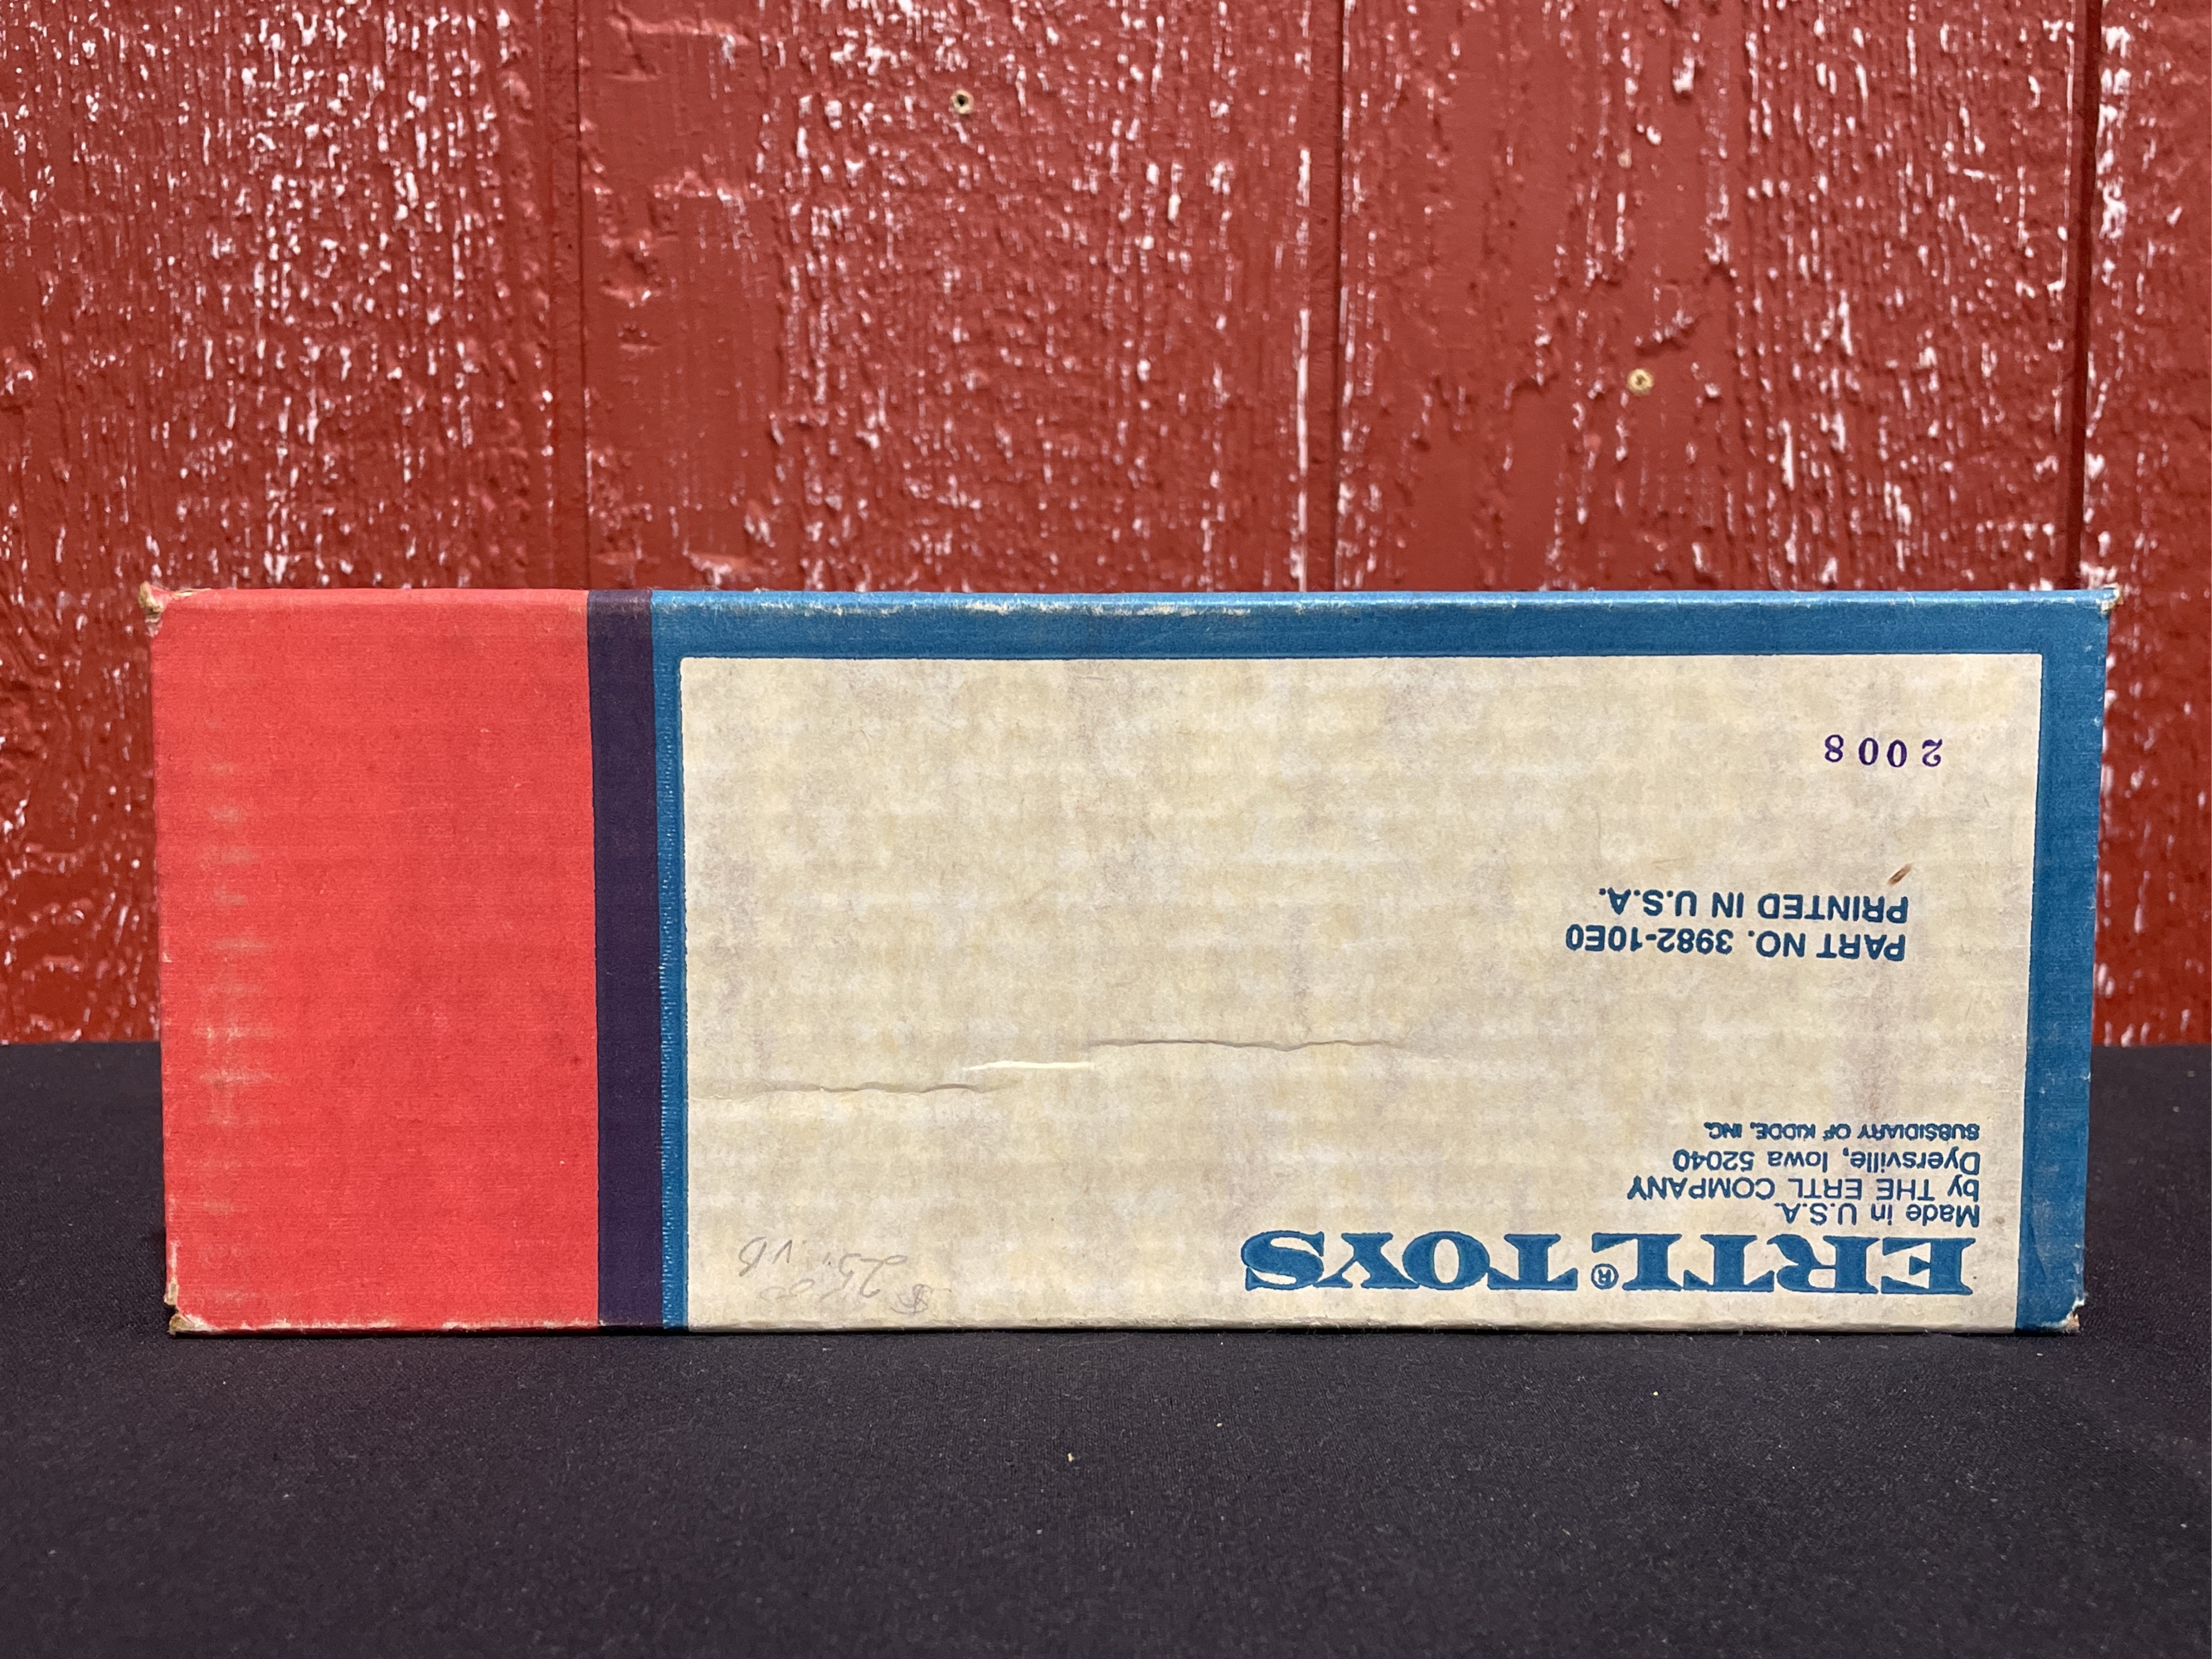 ERTL® TOYS
Made in U.S.A.
by THE ERTL COMPANY
Dyersville, Iowa 52040
SUBSIDIARY OF KIDDE, INC.
PART NO. 3982-10E0
PRINTED IN U.S.A.
2008